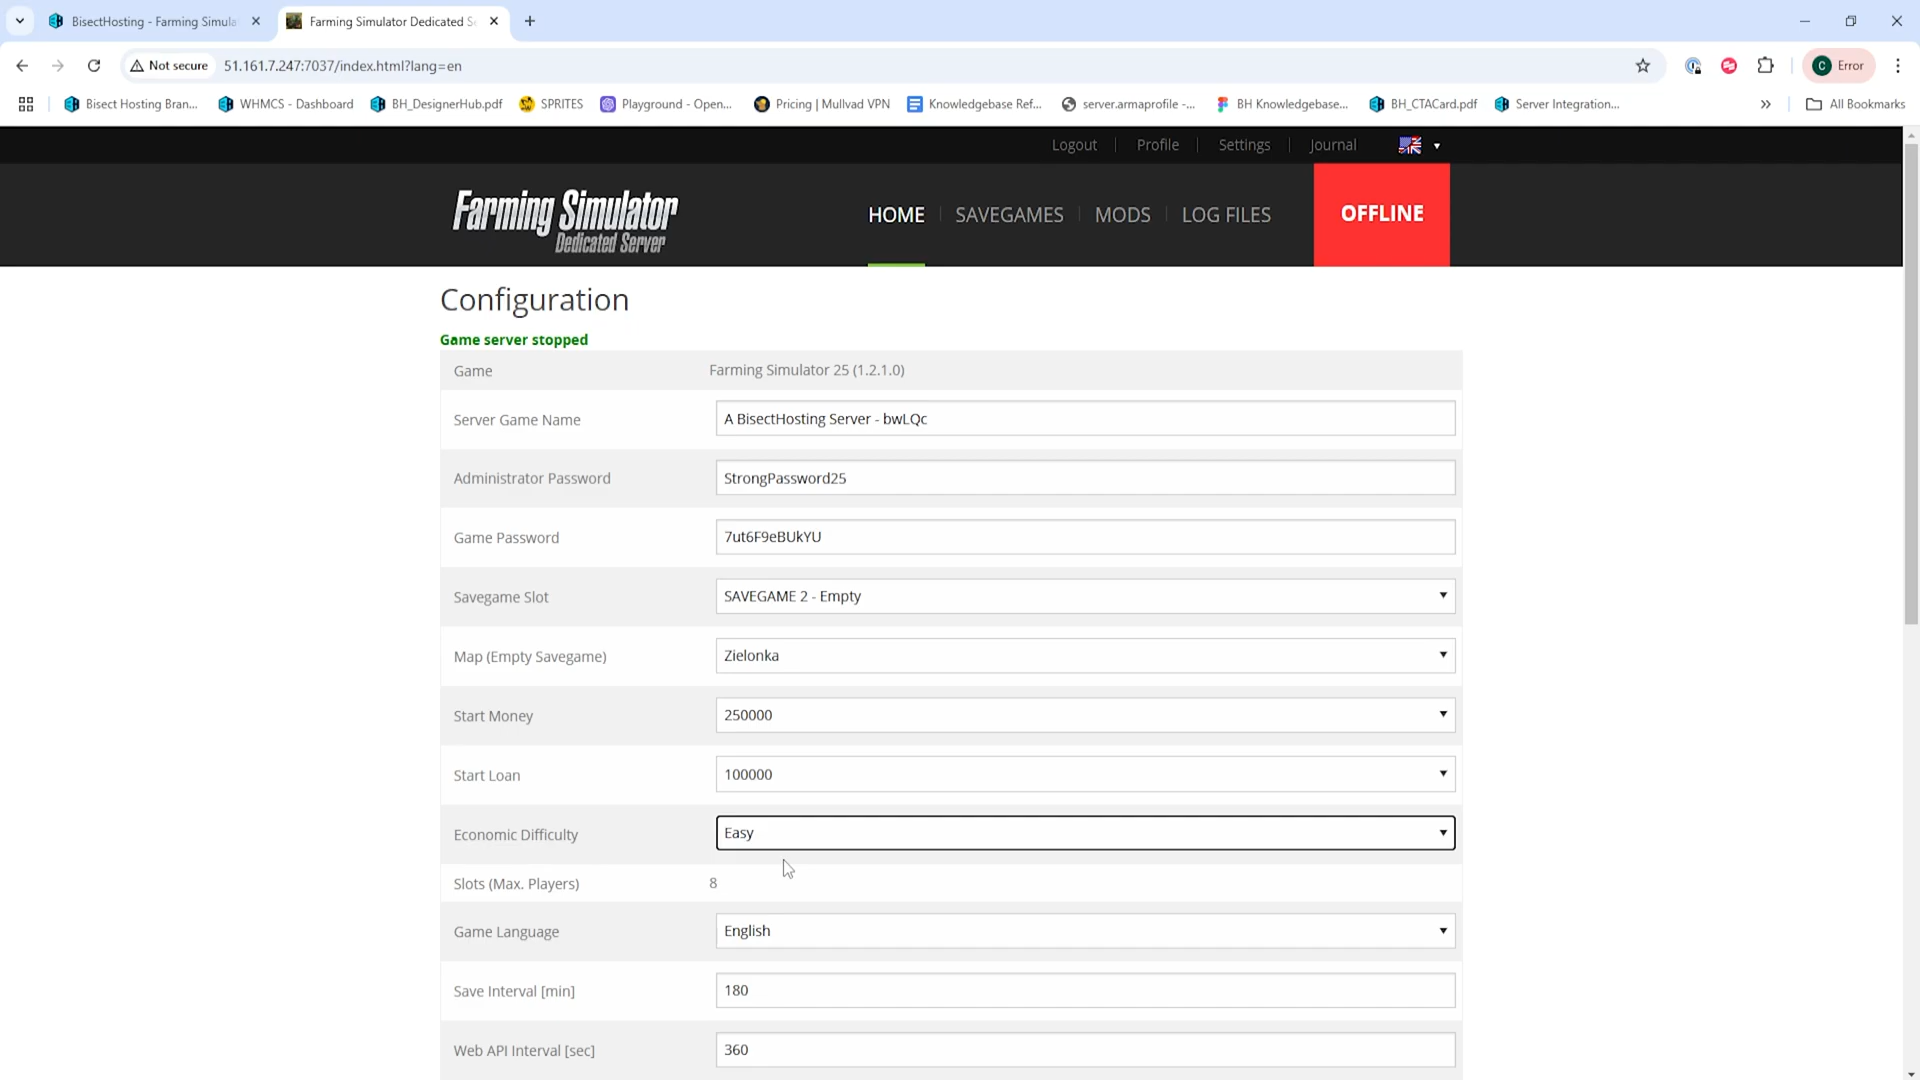 BisectHosting - Farming Simula
Farming Simulator Dedicated S
Not secure
51.161.7.247:7037/index.html?lang=en
Error
Bisect Hosting Bran...
WHMCS - Dashboard
BH_DesignerHub.pdf
SPRITES
Playground - Open...
Pricing | Mullvad VPN
Knowledgebase Ref...
server.armaprofile -...
BH Knowledgebase...
BH_CTACard.pdf
Server Integration...
All Bookmarks
Logout
Profile
Settings
Journal
Farming Simulator
Dedicated Server
HOME
SAVEGAMES
MODS
LOG FILES
OFFLINE
Configuration
Game server stopped
Game
Farming Simulator 25 (1.2.1.0)
Server Game Name
A BisectHosting Server - bwLQc
Administrator Password
StrongPassword25
Game Password
7ut6F9eBUkYU
Savegame Slot
SAVEGAME 2 - Empty
Map (Empty Savegame)
Zielonka
Start Money
250000
Start Loan
100000
Economic Difficulty
Easy
Slots (Max. Players)
8
Game Language
English
Save Interval [min]
180
Web API Interval [sec]
360